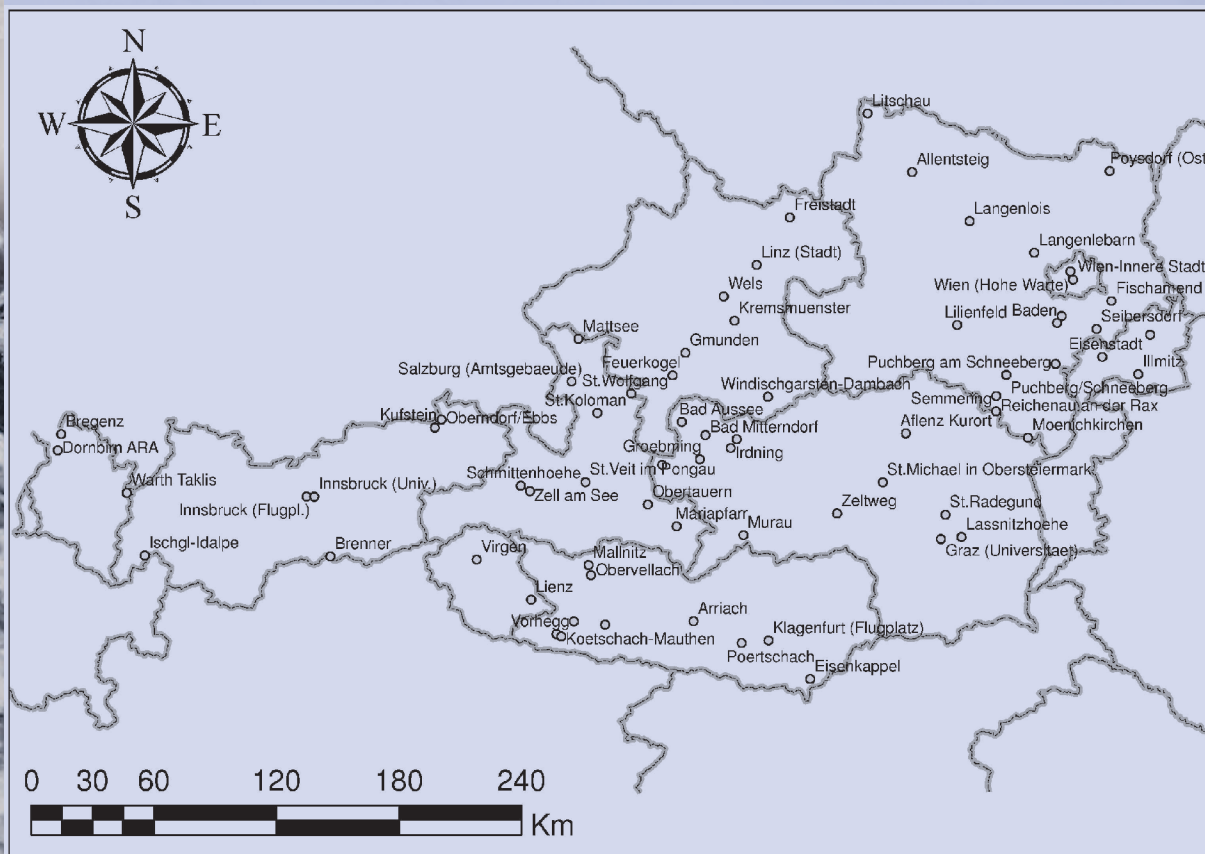 N
W
E
S
Litschau
Allentsteig
Poysdorf (Ost
Freistadt
Langenlois
Linz (Stadt)
Langenlebarn
Wien-Innere Stadt
Wien (Hohe Warte)
Wels
Fischamend
Kremsmuenster
Lilienfeld
Baden
Seibersdorf
Mattsee
Gmunden
Eisenstadt
Feuerkogel
Puchberg am Schneeberg
Illmitz
Salzburg (Amtsgebaeude)
St.Wolfgang
Windischgarsten-Dambach
Puchberg/Schneeberg
St.Koloman
Semmering
Kufstein
Oberndorf/Ebbs
Bad Aussee
Reichenau an der Rax
Bregenz
Bad Mitterndorf
Aflenz Kurort
Moenichkirchen
Dornbirn ARA
Groebming
Irdning
Warth Taklis
Schmittenhoehe
St.Veit im Pongau
St.Michael in Obersteiermark
Innsbruck (Univ.)
Zell am See
Obertauern
Zeltweg
St.Radegund
Innsbruck (Flugpl.)
Mariapfarr
Murau
Lassnitzhoehe
Ischgl-Idalpe
Brenner
Virgen
Mallnitz
Graz (Universitaet)
Obervellach
Lienz
Arriach
Vorhegg
Klagenfurt (Flugplatz)
Koetschach-Mauthen
Poertschach
Eisenkappel
0 30 60 120 180 240
Km